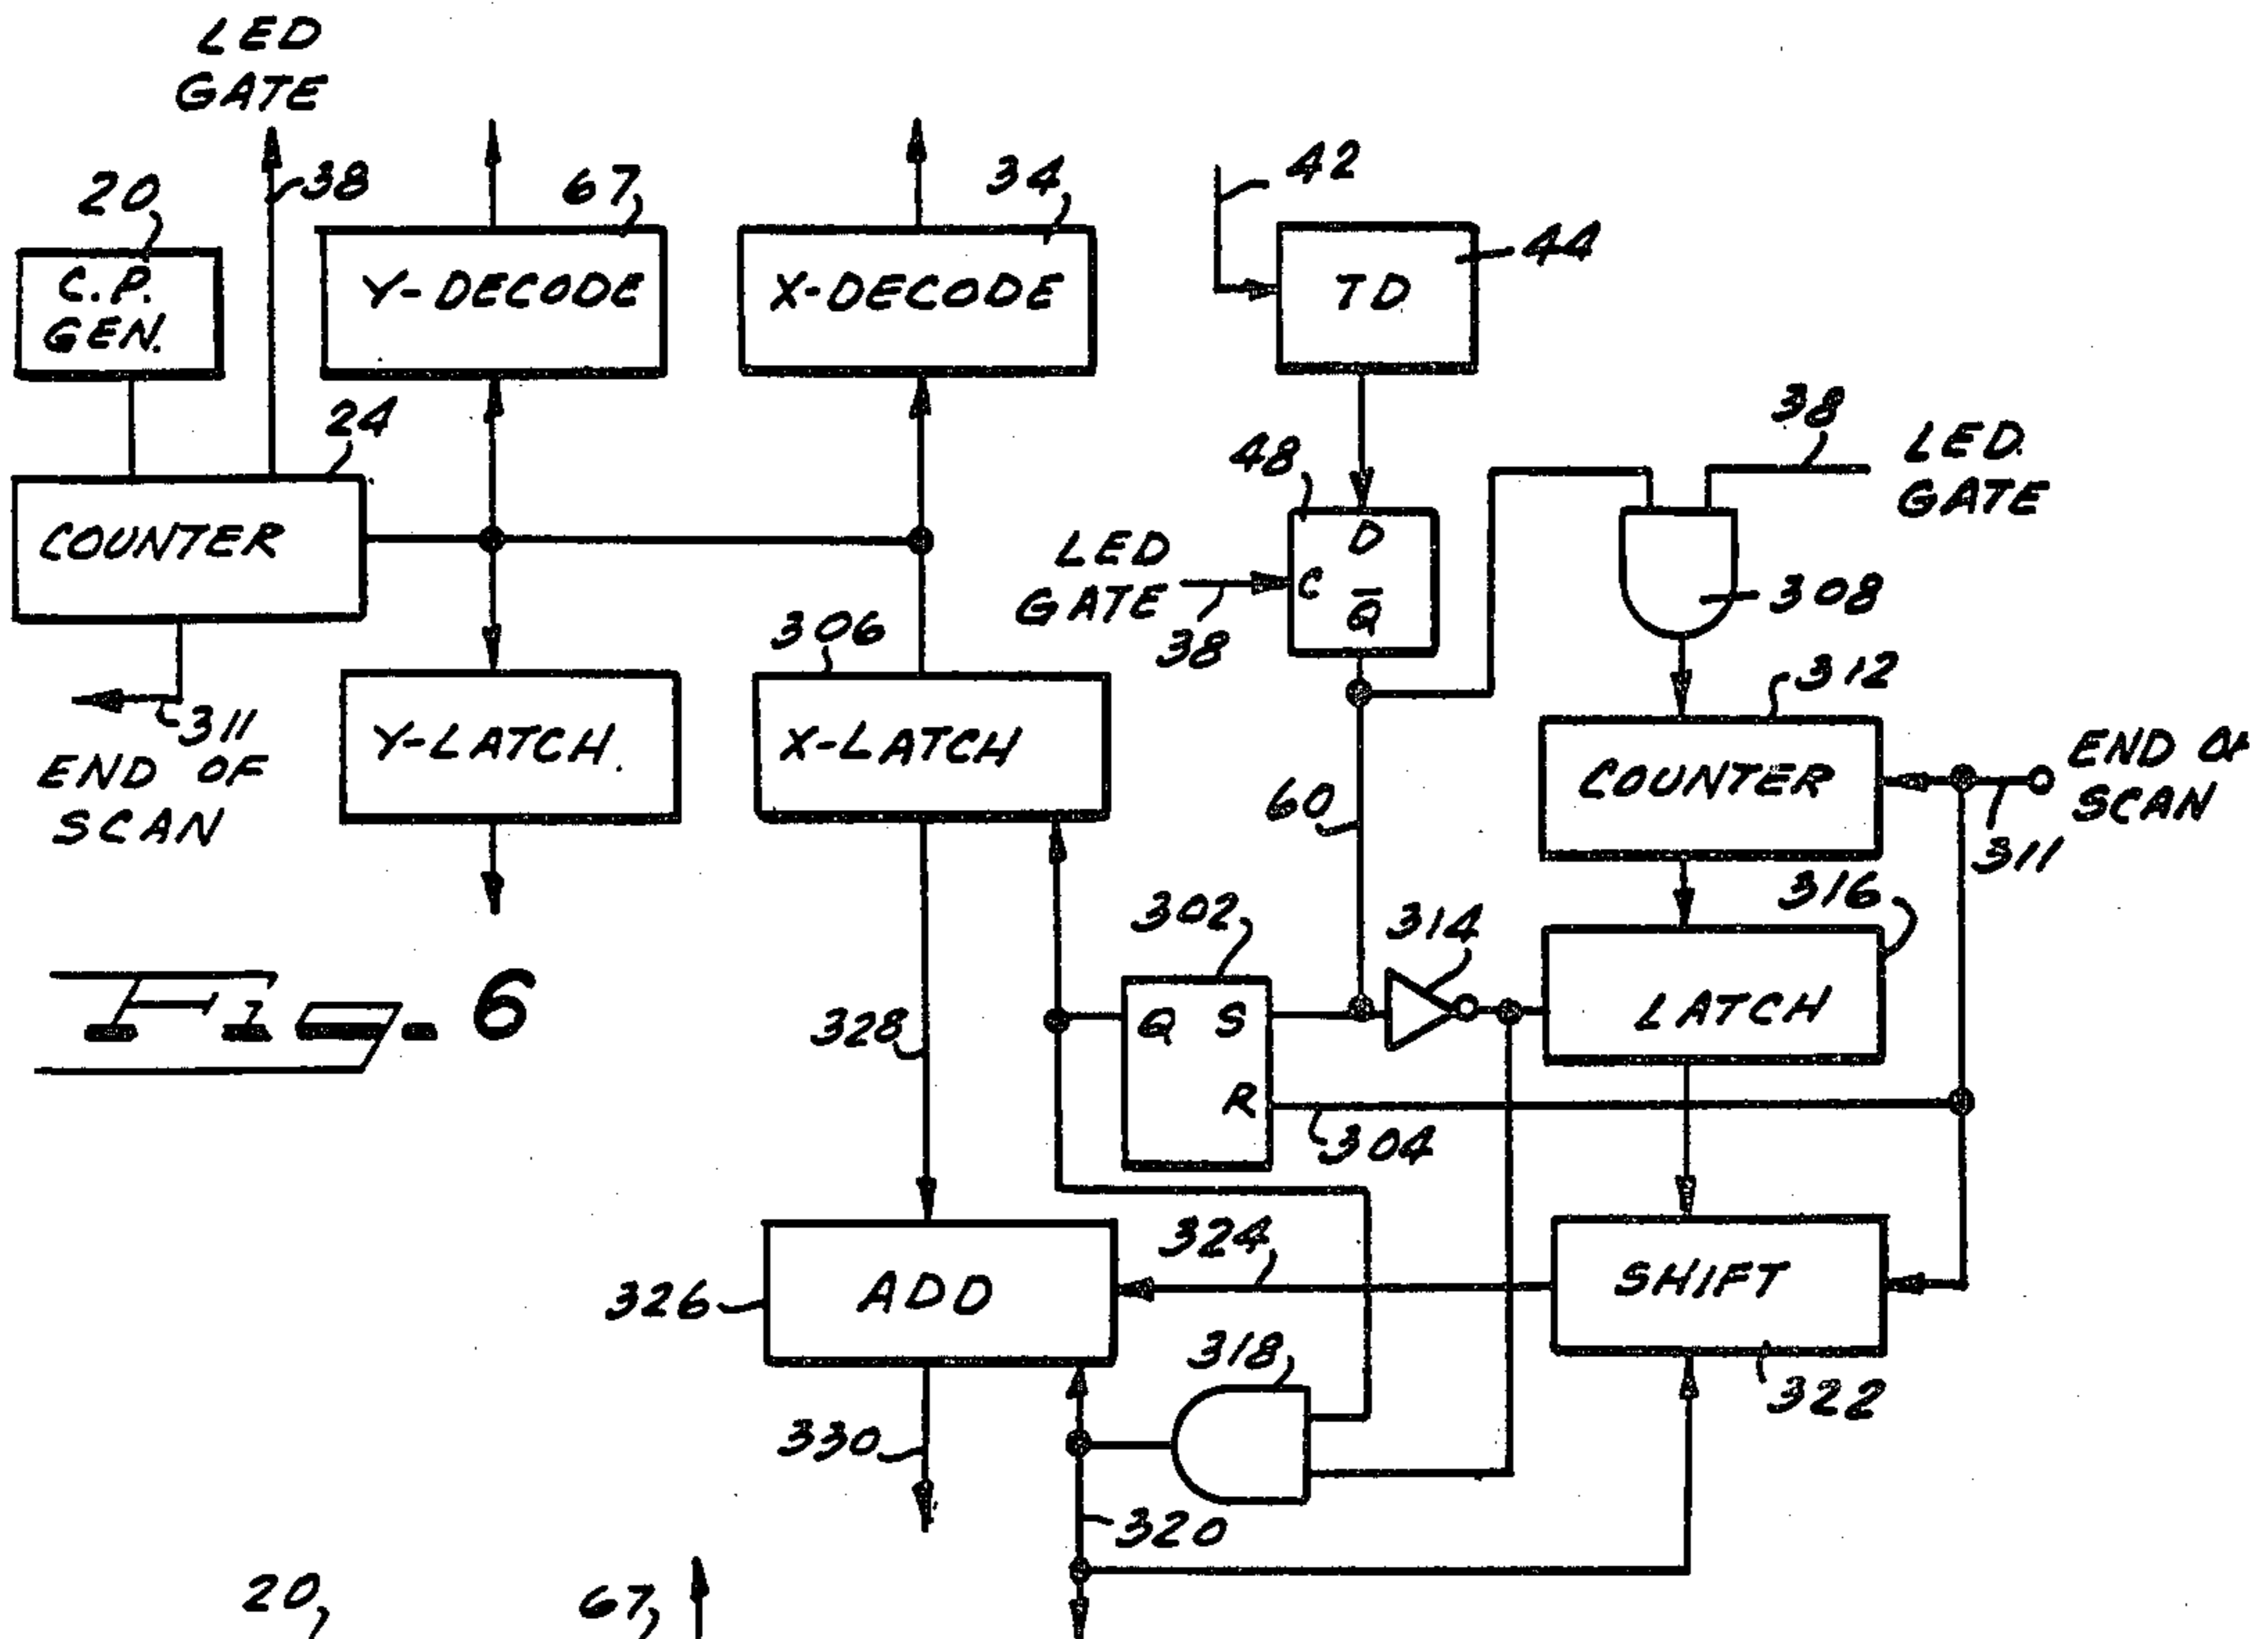 LED
GATE
38
20
C.P.
GEN.
67
Y-DECODE
34
X-DECODE
42
44
TD
24
COUNTER
48
D
C
Q̅
LED
GATE
38
38
LED.
GATE
308
311
END OF
SCAN
Y-LATCH
306
X-LATCH
60
312
COUNTER
END OF
SCAN
311
Fig. 6
328
302
Q S
R
314
316
LATCH
304
326
ADD
324
SHIFT
322
318
330
320
20
67